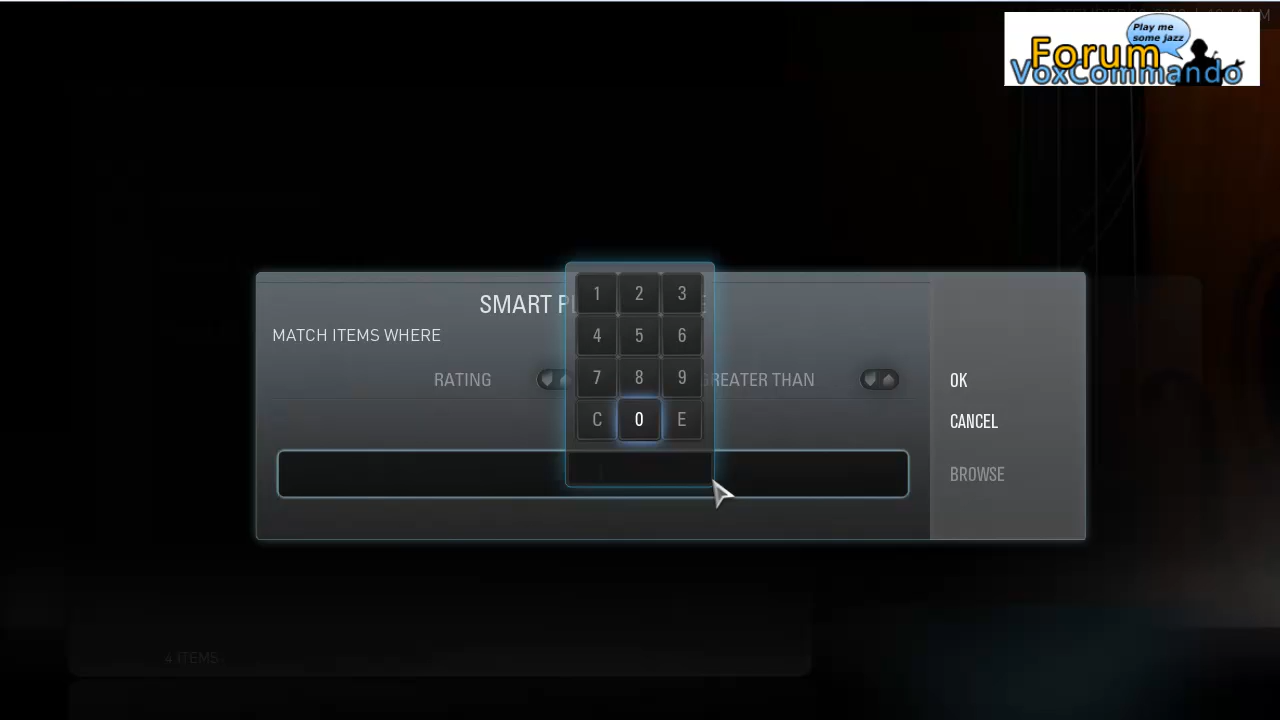 Play me
some jazz
Forum
VoxCommando
1 2 3
SMART PL
MATCH ITEMS WHERE
4 5 6
RATING
7 8 9
GREATER THAN
OK
C 0 E
CANCEL
BROWSE
4 ITEMS